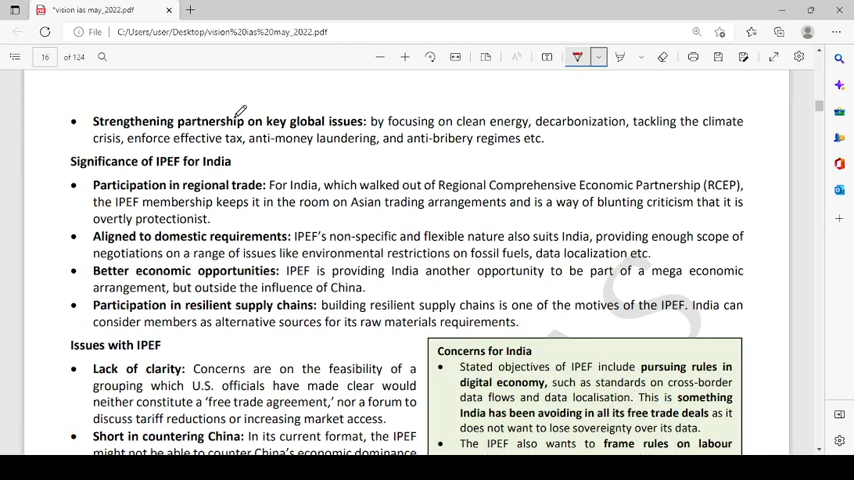 *vision ias may_2022.pdf
File
C:/Users/user/Desktop/vision%20ias%20may_2022.pdf
16 of 124
• Strengthening partnership on key global issues: by focusing on clean energy, decarbonization, tackling the climate
crisis, enforce effective tax, anti-money laundering, and anti-bribery regimes etc.
Significance of IPEF for India
• Participation in regional trade: For India, which walked out of Regional Comprehensive Economic Partnership (RCEP),
the IPEF membership keeps it in the room on Asian trading arrangements and is a way of blunting criticism that it is
overtly protectionist.
• Aligned to domestic requirements: IPEF's non-specific and flexible nature also suits India, providing enough scope of
negotiations on a range of issues like environmental restrictions on fossil fuels, data localization etc.
• Better economic opportunities: IPEF is providing India another opportunity to be part of a mega economic
arrangement, but outside the influence of China.
• Participation in resilient supply chains: building resilient supply chains is one of the motives of the IPEF. India can
consider members as alternative sources for its raw materials requirements.
Issues with IPEF
• Lack of clarity: Concerns are on the feasibility of a
grouping which U.S. officials have made clear would
neither constitute a 'free trade agreement,' nor a forum to
discuss tariff reductions or increasing market access.
• Short in countering China: In its current format, the IPEF
might not be able to counter China's economic dominance
Concerns for India
• Stated objectives of IPEF include pursuing rules in
digital economy, such as standards on cross-border
data flows and data localisation. This is something
India has been avoiding in all its free trade deals as it
does not want to lose sovereignty over its data.
• The IPEF also wants to frame rules on labour